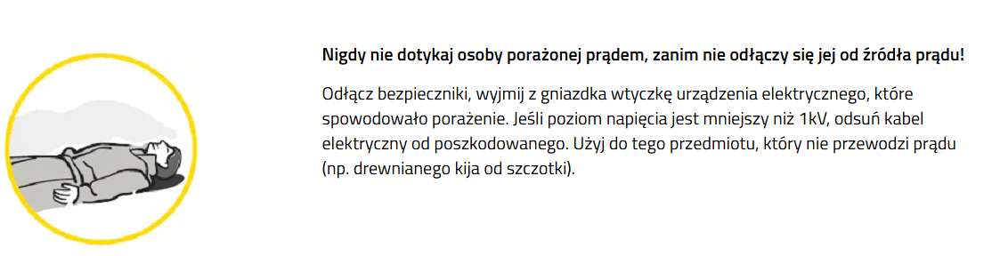 Nigdy nie dotykaj osoby porażonej prądem, zanim nie odłączy się jej od źródła prądu!
Odłącz bezpieczniki, wyjmij z gniazdka wtyczkę urządzenia elektrycznego, które
spowodowało porażenie. Jeśli poziom napięcia jest mniejszy niż 1kV, odsuń kabel
elektryczny od poszkodowanego. Użyj do tego przedmiotu, który nie przewodzi prądu
(np. drewnianego kija od szczotki).